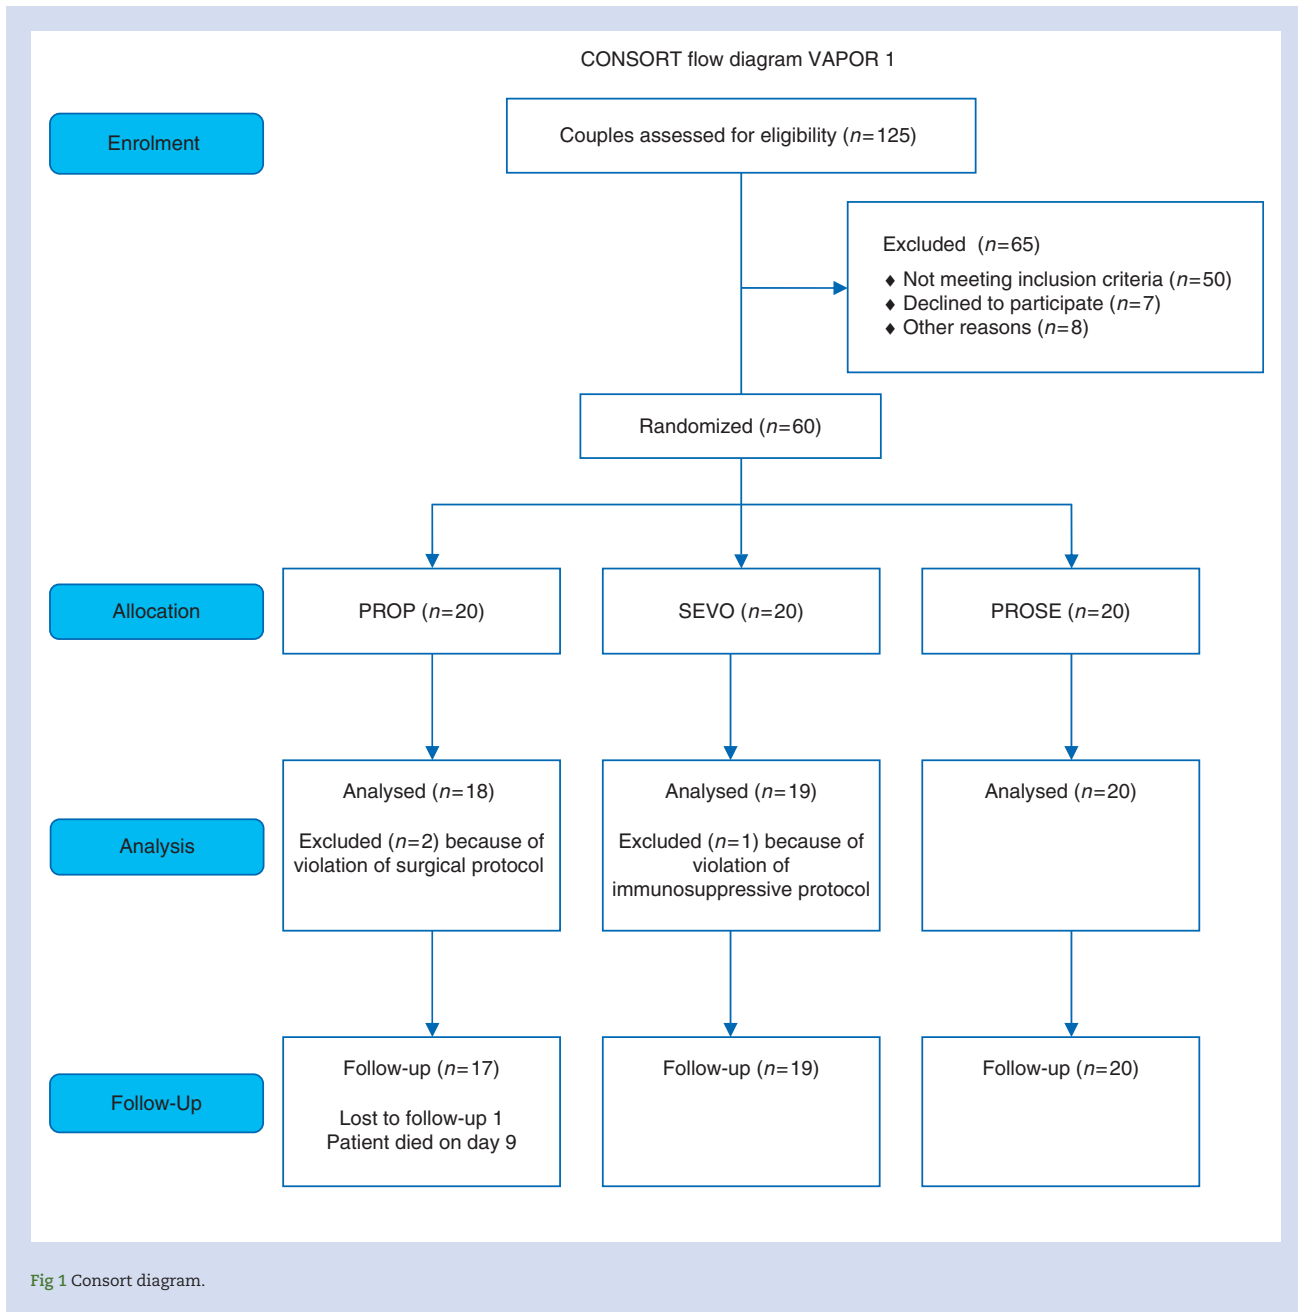 CONSORT flow diagram VAPOR 1
Enrolment
Couples assessed for eligibility (n=125)
Excluded (n=65)
♦ Not meeting inclusion criteria (n=50)
♦ Declined to participate (n=7)
♦ Other reasons (n=8)
Randomized (n=60)
Allocation
PROP (n=20)
SEVO (n=20)
PROSE (n=20)
Analysis
Analysed (n=18)
Excluded (n=2) because of
violation of surgical protocol
Analysed (n=19)
Excluded (n=1) because of
violation of
immunosuppressive protocol
Analysed (n=20)
Follow-Up
Follow-up (n=17)
Lost to follow-up 1
Patient died on day 9
Follow-up (n=19)
Follow-up (n=20)
Fig 1 Consort diagram.